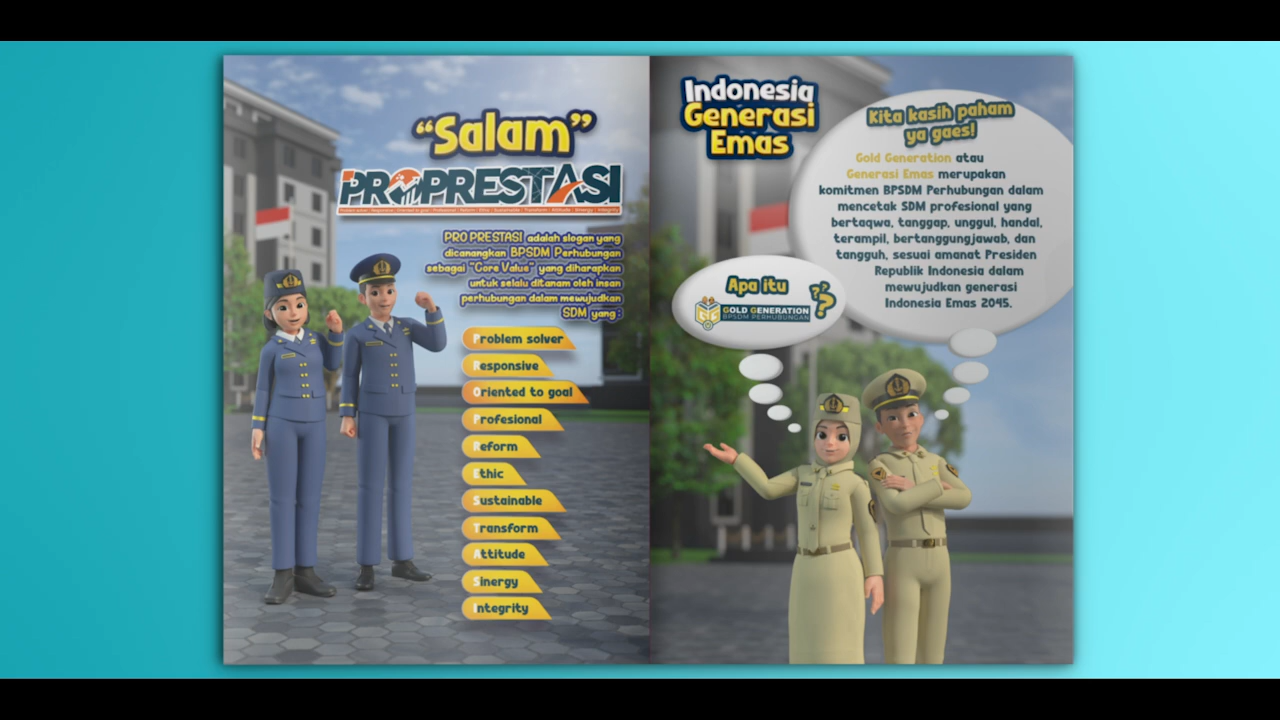 “Salam”
PROPRESTASI
PRO PRESTASI adalah slogan yang
dicanangkan BPSDM Perhubungan
sebagai "Core Value" yang diharapkan
untuk selalu ditanam oleh insan
perhubungan dalam mewujudkan
SDM yang :
Problem solver
Responsive
Oriented to goal
Profesional
Reform
Ethic
Sustainable
Transform
Attitude
Sinergy
Integrity
Indonesia
Generasi
Emas
Kita kasih paham
ya gaes!
Gold Generation atau
Generasi Emas merupakan
komitmen BPSDM Perhubungan dalam
mencetak SDM profesional yang
bertaqwa, tanggap, unggul, handal,
terampil, bertanggungjawab, dan
tangguh, sesuai amanat Presiden
Republik Indonesia dalam
mewujudkan generasi
Indonesia Emas 2045.
Apa itu
GOLD GENERATION
BPSDM PERHUBUNGAN
??